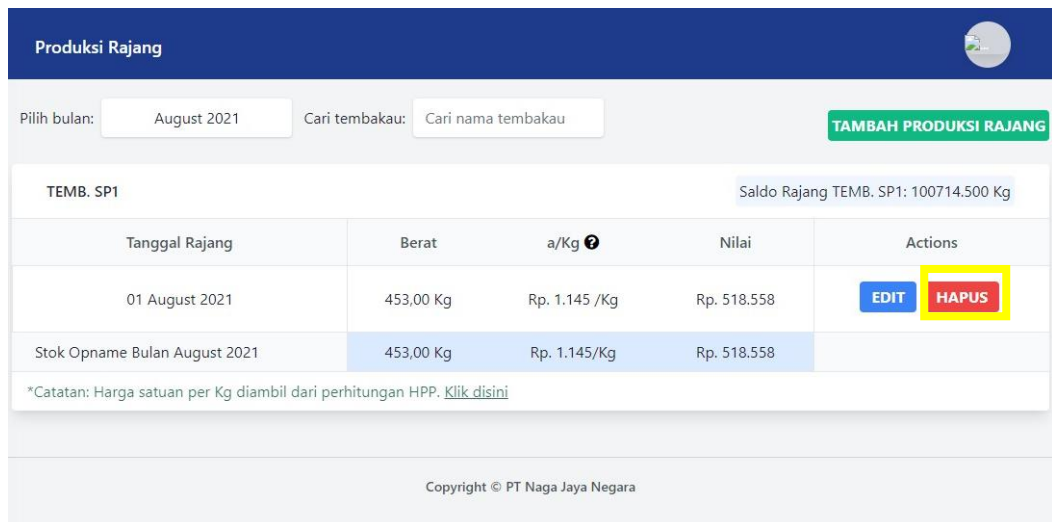 Produksi Rajang
Pilih bulan: August 2021 Cari tembakau: Cari nama tembakau TAMBAH PRODUKSI RAJANG
TEMB. SP1 Saldo Rajang TEMB. SP1: 100714.500 Kg
Tanggal Rajang Berat a/Kg ? Nilai Actions
01 August 2021 453,00 Kg Rp. 1.145 /Kg Rp. 518.558 EDIT HAPUS
Stok Opname Bulan August 2021 453,00 Kg Rp. 1.145/Kg Rp. 518.558
*Catatan: Harga satuan per Kg diambil dari perhitungan HPP. Klik disini
Copyright © PT Naga Jaya Negara